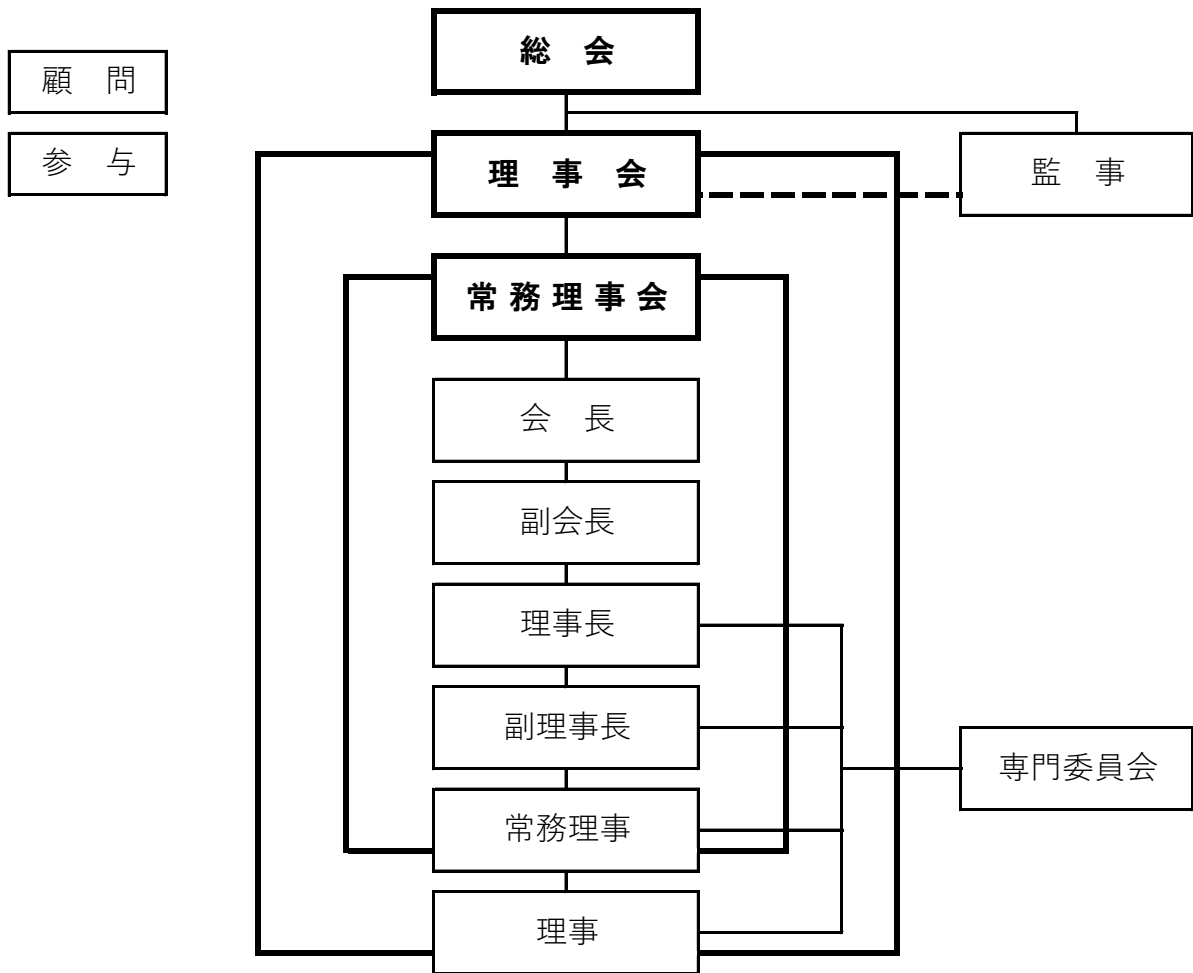 総　会
顧　問
参　与
理　事　会
監　事
常務理事会
会　長
副会長
理事長
副理事長
専門委員会
常務理事
理事